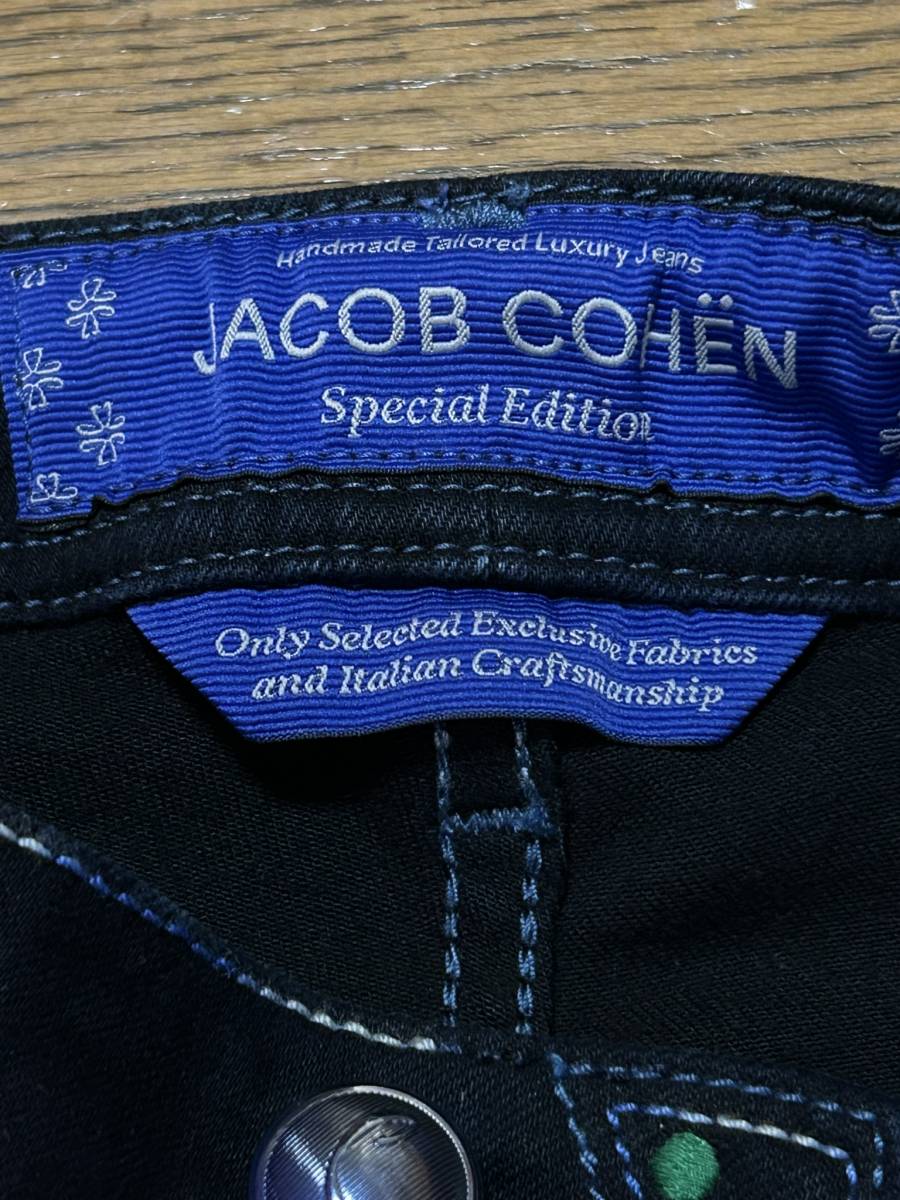 Handmade Tailored Luxury Jeans
JACOB COHËN
Special Edition
Only Selected Exclusive Fabrics
and Italian Craftsmanship